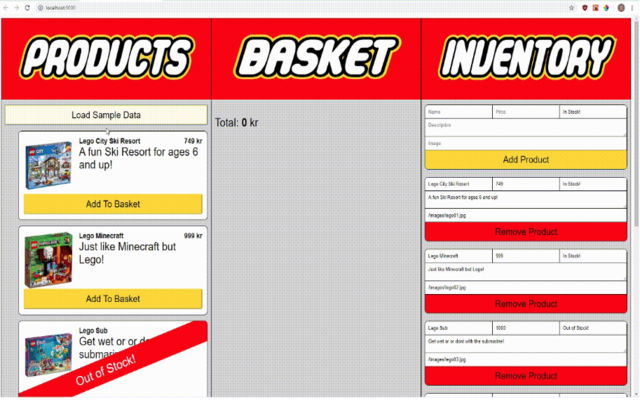 localhost:3000
PRODUCTS
BASKET
INVENTORY
Load Sample Data
Lego City Ski Resort 749 kr
A fun Ski Resort for ages 6
and up!
Add To Basket
Lego Minecraft 999 kr
Just like Minecraft but
Lego!
Add To Basket
Lego Sub
Get wet or or do
submari
Out of Stock!
Total: 0 kr
Name Price In Stock!
Description
Image
Add Product
Lego City Ski Resort 749 In Stock!
A fun Ski Resort for ages 6 and up!
/images/lego01.jpg
Remove Product
Lego Minecraft 999 In Stock!
Just like Minecraft but Lego!
/images/lego02.jpg
Remove Product
Lego Sub Out of Stock!
Get wet or or dont with the submarine!
/images/lego03.jpg
Remove Product